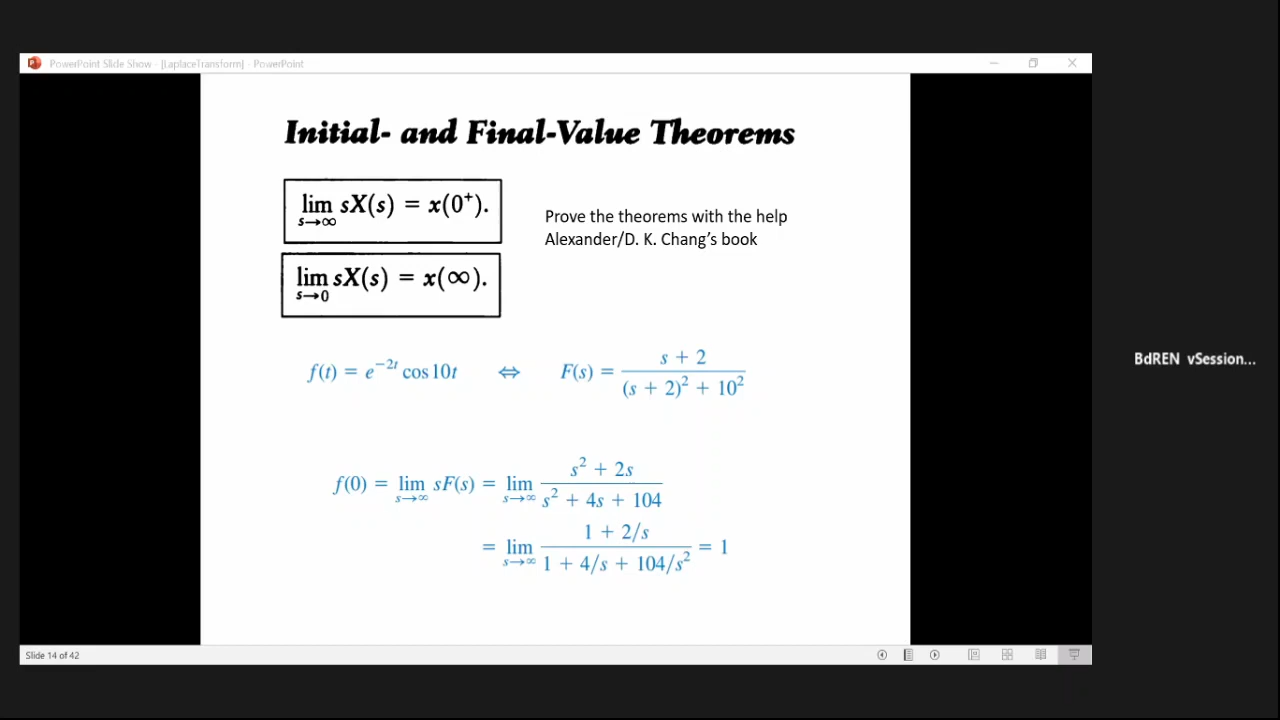 PowerPoint Slide Show - [LaplaceTransform] - PowerPoint
Initial- and Final-Value Theorems
lim sX(s) = x(0⁺).
s→∞
Prove the theorems with the help
Alexander/D. K. Chang's book
lim sX(s) = x(∞).
s→0
f(t) = e⁻²ᵗ cos 10t ⇔ F(s) = (s + 2) / ((s + 2)² + 10²)
f(0) = lim sF(s) = lim (s² + 2s) / (s² + 4s + 104)
s→∞ s→∞
= lim (1 + 2/s) / (1 + 4/s + 104/s²) = 1
s→∞
BdREN vSession...
Slide 14 of 42